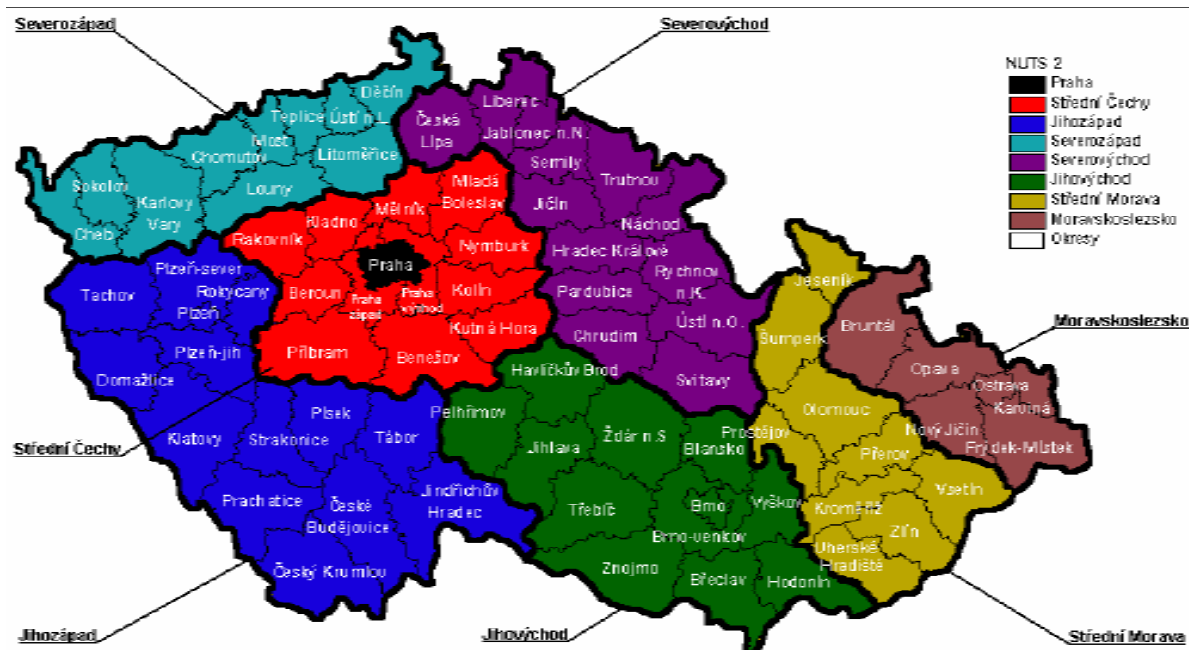 Severozápad
Severovýchod
NUTS 2
Praha
Střední Čechy
Jihozápad
Severozápad
Severovýchod
Jihovýchod
Střední Morava
Moravskoslezsko
Okresy
Děčín
Teplice
Ústí n.L.
Most
Chomutov
Litoměřice
Louny
Sokolov
Karlovy
Vary
Cheb
Česká
Lípa
Liberec
Jablonec n.N.
Semily
Trutnov
Jičín
Náchod
Hradec Králové
Rychnov
n.K.
Pardubice
Ústí n.O.
Chrudim
Svitavy
Mladá
Boleslav
Mělník
Kladno
Rakovník
Nymburk
Praha
Beroun
Praha
západ
Praha
východ
Kolín
Kutná Hora
Příbram
Benešov
Plzeň-sever
Tachov
Rokycany
Plzeň
Plzeň-jih
Domažlice
Klatovy
Písek
Strakonice
Tábor
Prachatice
České
Budějovice
Jindřichův
Hradec
Český Krumlov
Havlíčkův Brod
Pelhřimov
Jihlava
Žďár n.S
Blansko
Třebíč
Brno
Vyškov
Brno-venkov
Znojmo
Břeclav
Hodonín
Jeseník
Šumperk
Olomouc
Prostějov
Přerov
Kroměříž
Vsetín
Zlín
Uherské
Hradiště
Bruntál
Opava
Ostrava
Karviná
Nový Jičín
Frýdek-Místek
Moravskoslezsko
Střední Čechy
Jihozápad
Jihovýchod
Střední Morava